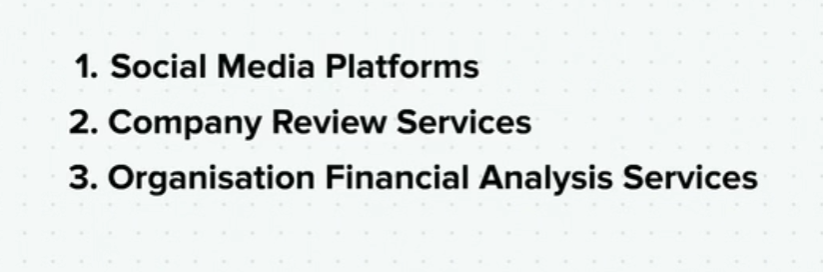 1. Social Media Platforms
2. Company Review Services
3. Organisation Financial Analysis Services